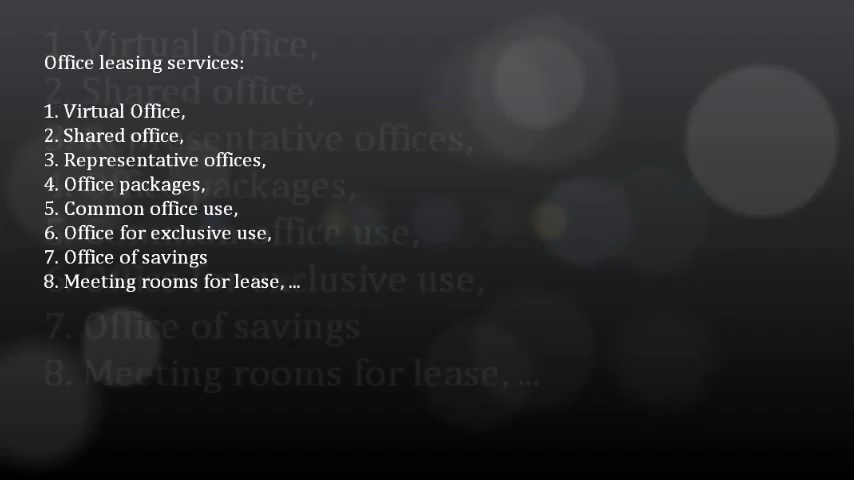 Office leasing services:
1. Virtual Office,
2. Shared office,
3. Representative offices,
4. Office packages,
5. Common office use,
6. Office for exclusive use,
7. Office of savings
8. Meeting rooms for lease, ...